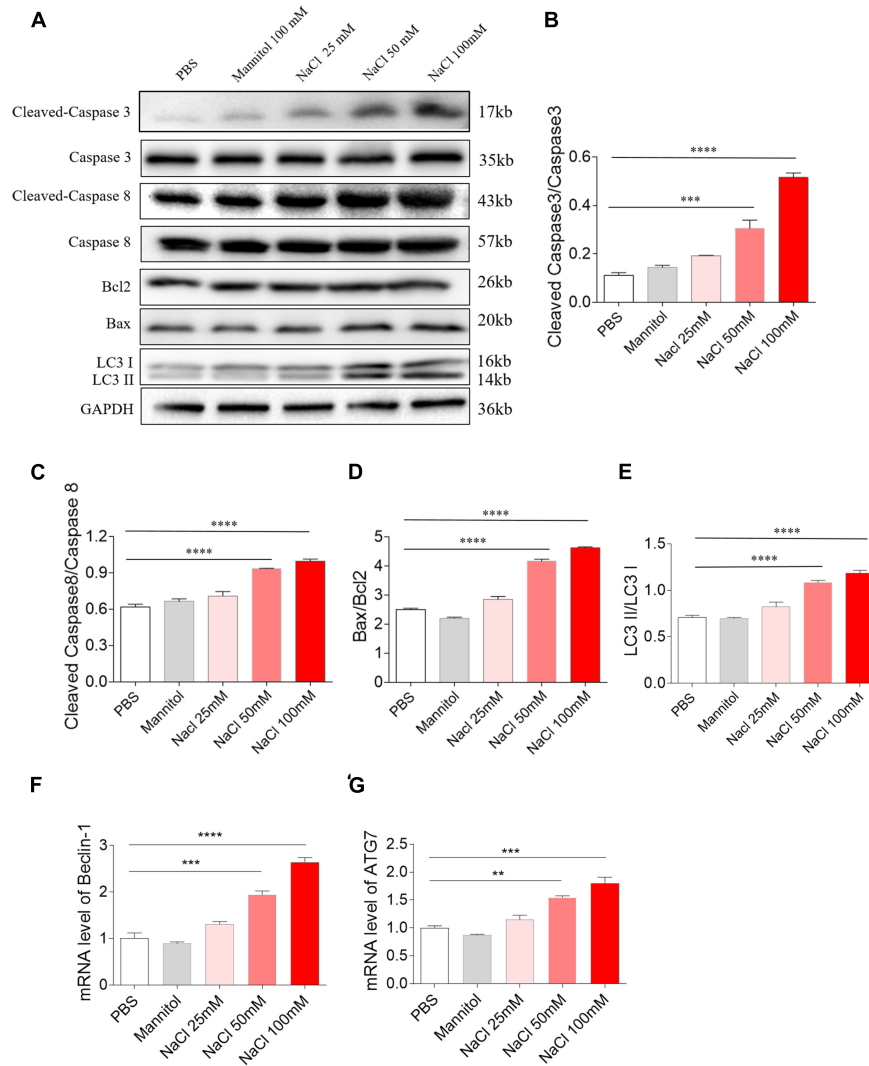 A
PBS
Mannitol 100 mM
NaCl 25 mM
NaCl 50 mM
NaCl 100mM
Cleaved-Caspase 3
17kb
Caspase 3
35kb
Cleaved-Caspase 8
43kb
Caspase 8
57kb
Bcl2
26kb
Bax
20kb
LC3 I
16kb
LC3 II
14kb
GAPDH
36kb
B
Cleaved Caspase3/Caspase3
0.6
0.4
0.2
0.0
****
***
PBS
Mannitol
Nacl 25mM
NaCl 50mM
NaCl 100mM
C
Cleaved Caspase8/Caspase 8
1.2
0.9
0.6
0.3
0.0
****
****
PBS
Mannitol
Nacl 25mM
NaCl 50mM
NaCl 100mM
D
Bax/Bcl2
5
4
3
2
1
0
****
****
PBS
Mannitol
Nacl 25mM
NaCl 50mM
NaCl 100mM
E
LC3 II/LC3 I
1.5
1.0
0.5
0.0
****
****
PBS
Mannitol
Nacl 25mM
NaCl 50mM
NaCl 100mM
F
mRNA level of Beclin-1
3
2
1
0
****
***
PBS
Mannitol
NaCl 25mM
NaCl 50mM
NaCl 100mM
‘G
mRNA level of ATG7
2.5
2.0
1.5
1.0
0.5
0.0
***
**
PBS
Mannitol
NaCl 25mM
NaCl 50mM
NaCl 100mM